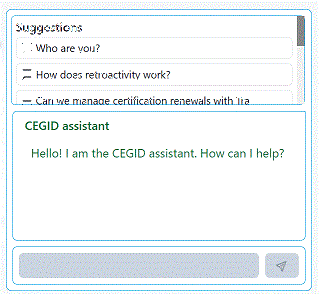 Suggestions
Who are you?
How does retroactivity work?
Can we manage certification renewals with Tra
CEGID assistant
Hello! I am the CEGID assistant. How can I help?